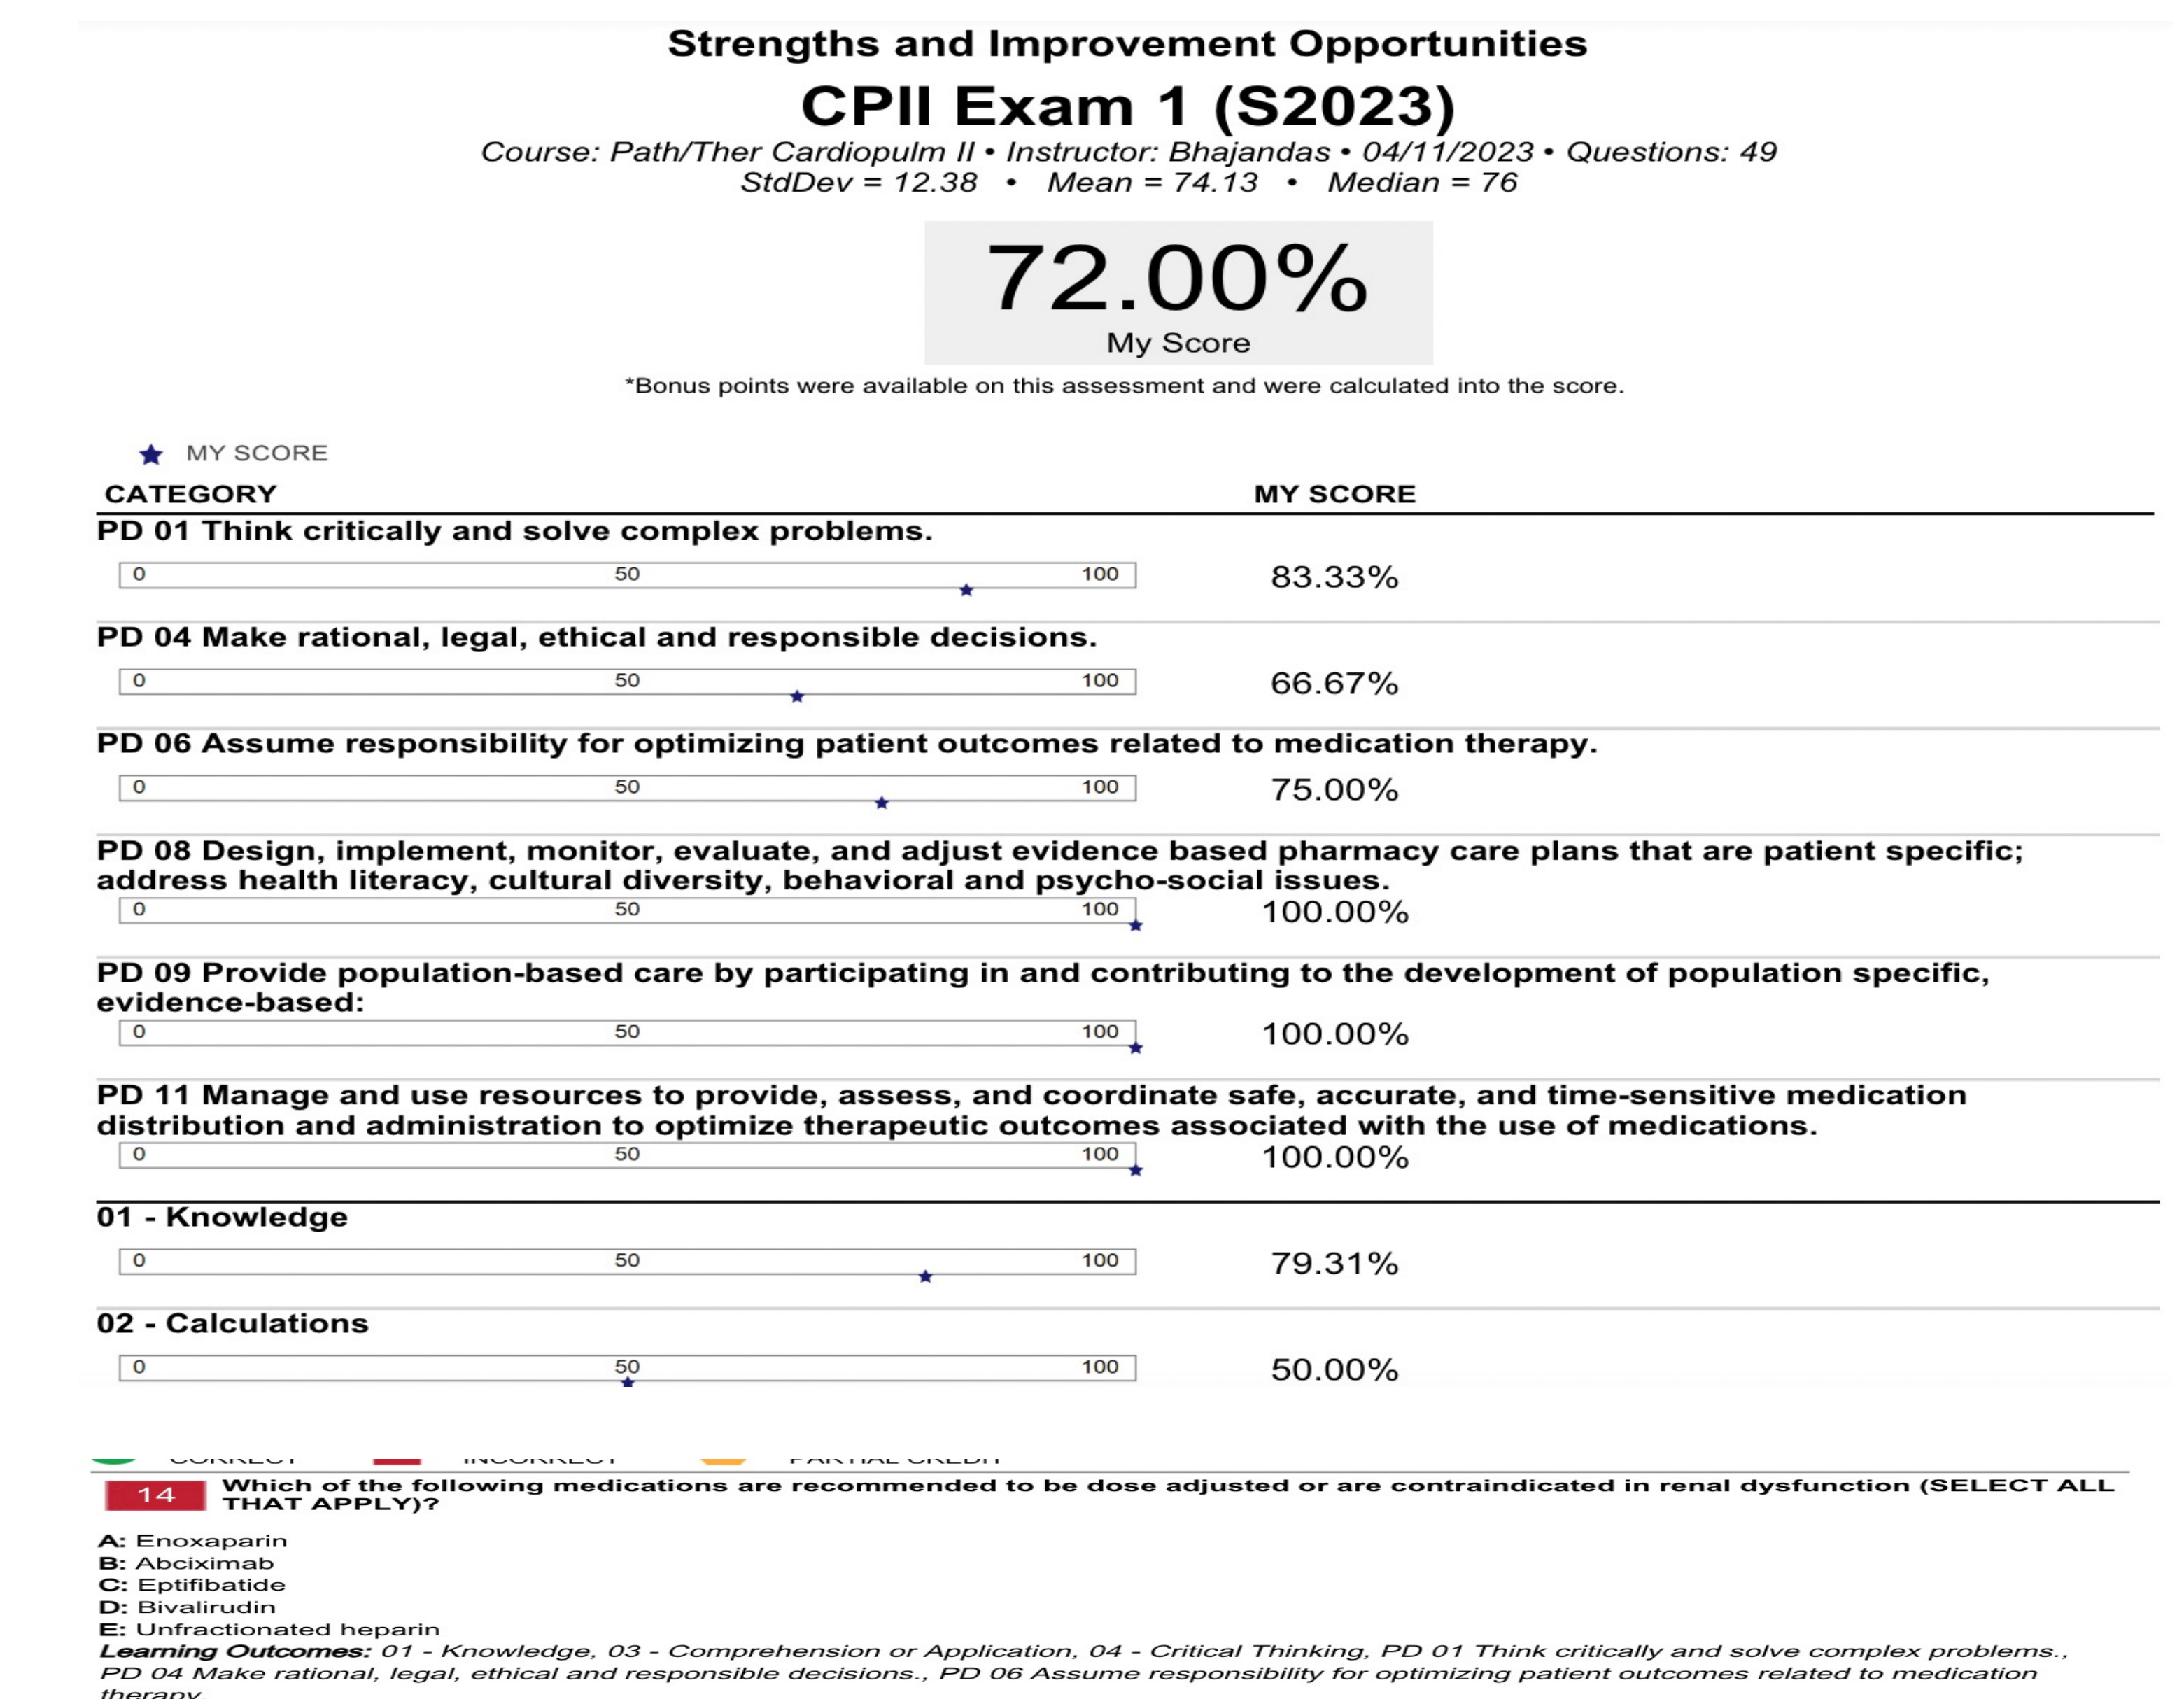 Strengths and Improvement Opportunities
CPII Exam 1 (S2023)
Course: Path/Ther Cardiopulm II • Instructor: Bhajandas • 04/11/2023 • Questions: 49
StdDev = 12.38 • Mean = 74.13 • Median = 76
72.00%
My Score
*Bonus points were available on this assessment and were calculated into the score.
★ MY SCORE
CATEGORY MY SCORE
PD 01 Think critically and solve complex problems.
0 50 100 83.33%
PD 04 Make rational, legal, ethical and responsible decisions.
0 50 100 66.67%
PD 06 Assume responsibility for optimizing patient outcomes related to medication therapy.
0 50 100 75.00%
PD 08 Design, implement, monitor, evaluate, and adjust evidence based pharmacy care plans that are patient specific;
address health literacy, cultural diversity, behavioral and psycho-social issues.
0 50 100 100.00%
PD 09 Provide population-based care by participating in and contributing to the development of population specific,
evidence-based:
0 50 100 100.00%
PD 11 Manage and use resources to provide, assess, and coordinate safe, accurate, and time-sensitive medication
distribution and administration to optimize therapeutic outcomes associated with the use of medications.
0 50 100 100.00%
01 - Knowledge
0 50 100 79.31%
02 - Calculations
0 50 100 50.00%
CORRECT INCORRECT PARTIAL CREDIT
14 Which of the following medications are recommended to be dose adjusted or are contraindicated in renal dysfunction (SELECT ALL
THAT APPLY)?
A: Enoxaparin
B: Abciximab
C: Eptifibatide
D: Bivalirudin
E: Unfractionated heparin
Learning Outcomes: 01 - Knowledge, 03 - Comprehension or Application, 04 - Critical Thinking, PD 01 Think critically and solve complex problems.,
PD 04 Make rational, legal, ethical and responsible decisions., PD 06 Assume responsibility for optimizing patient outcomes related to medication
therapy.